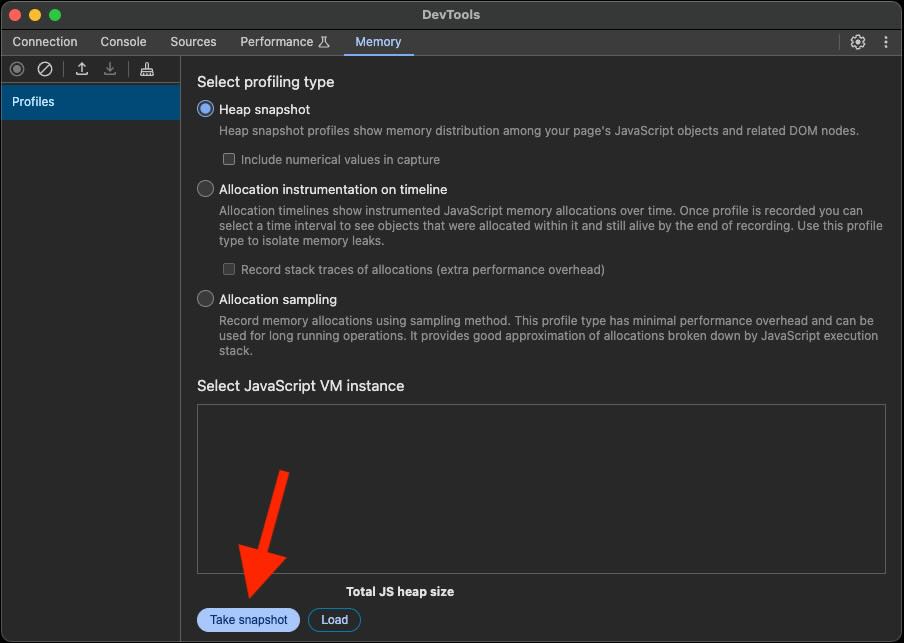 DevTools
Connection Console Sources Performance Memory
Profiles
Select profiling type
Heap snapshot
Heap snapshot profiles show memory distribution among your page's JavaScript objects and related DOM nodes.
Include numerical values in capture
Allocation instrumentation on timeline
Allocation timelines show instrumented JavaScript memory allocations over time. Once profile is recorded you can
select a time interval to see objects that were allocated within it and still alive by the end of recording. Use this profile
type to isolate memory leaks.
Record stack traces of allocations (extra performance overhead)
Allocation sampling
Record memory allocations using sampling method. This profile type has minimal performance overhead and can be
used for long running operations. It provides good approximation of allocations broken down by JavaScript execution
stack.
Select JavaScript VM instance
Total JS heap size
Take snapshot Load